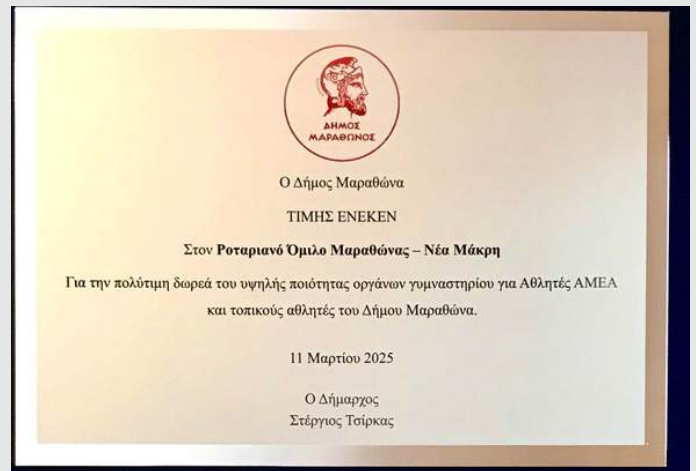 ΔΗΜΟΣ
ΜΑΡΑΘΩΝΟΣ
Ο Δήμος Μαραθώνα
ΤΙΜΗΣ ΕΝΕΚΕΝ
Στον Ροταριανό Όμιλο Μαραθώνας – Νέα Μάκρη
Για την πολύτιμη δωρεά του υψηλής ποιότητας οργάνων γυμναστηρίου για Αθλητές ΑΜΕΑ
και τοπικούς αθλητές του Δήμου Μαραθώνα.
11 Μαρτίου 2025
Ο Δήμαρχος
Στέργιος Τσίρκας